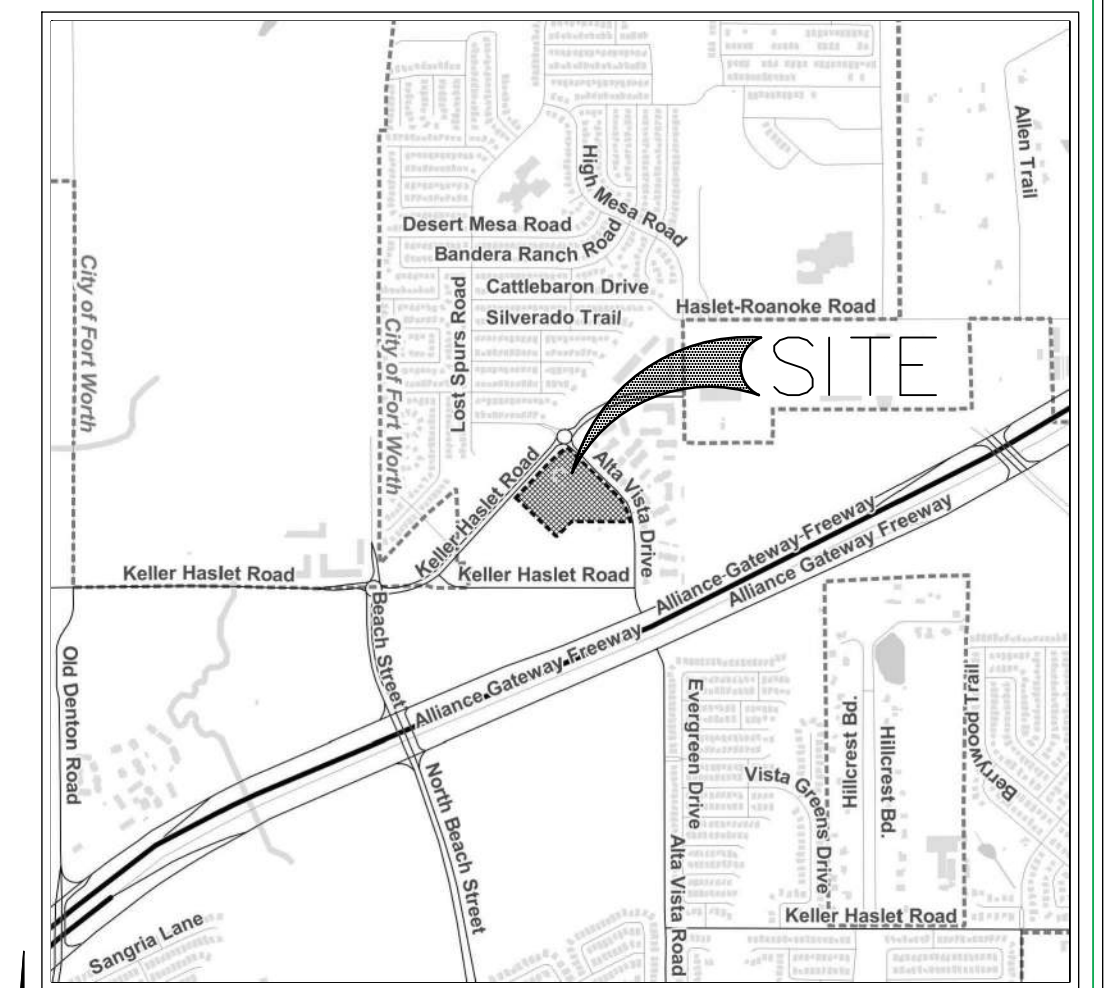 Allen Trail
High Mesa Road
Desert Mesa Road
Bandera Ranch Road
City of Fort Worth
Cattlebaron Drive
Haslet-Roanoke Road
Silverado Trail
Lost Spurs Road
City of Fort Worth
SITE
Keller Haslet Road
Alta Vista Drive
Alliance-Gateway-Freeway
Alliance Gateway Freeway
Keller Haslet Road
Keller Haslet Road
Beach Street
Alliance-Gateway-Freeway
Old Denton Road
Evergreen Drive
Hillcrest Bd.
Hillcrest Bd.
Berrywood Trail
Vista Greens Drive
North Beach Street
Alta Vista Road
Keller Haslet Road
Sangria Lane